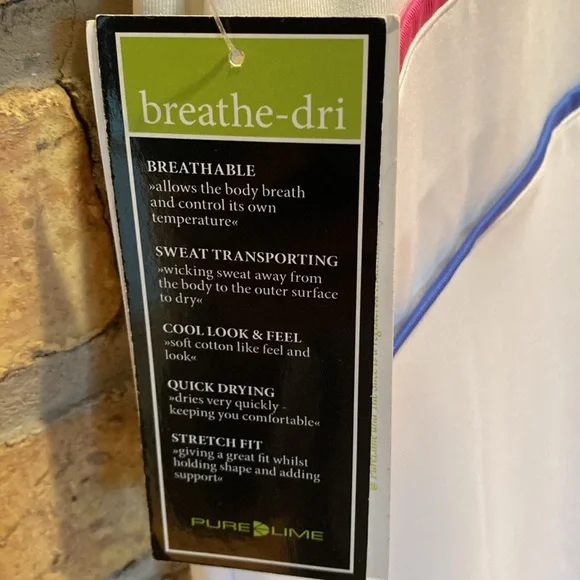 breathe-dri
BREATHABLE
»allows the body breath
and control its own
temperature«
SWEAT TRANSPORTING
»wicking sweat away from
the body to the outer surface
to dry«
COOL LOOK & FEEL
»soft cotton like feel and
look«
QUICK DRYING
»dries very quickly -
keeping you comfortable«
STRETCH FIT
»giving a great fit whilst
holding shape and adding
support«
PURE LIME